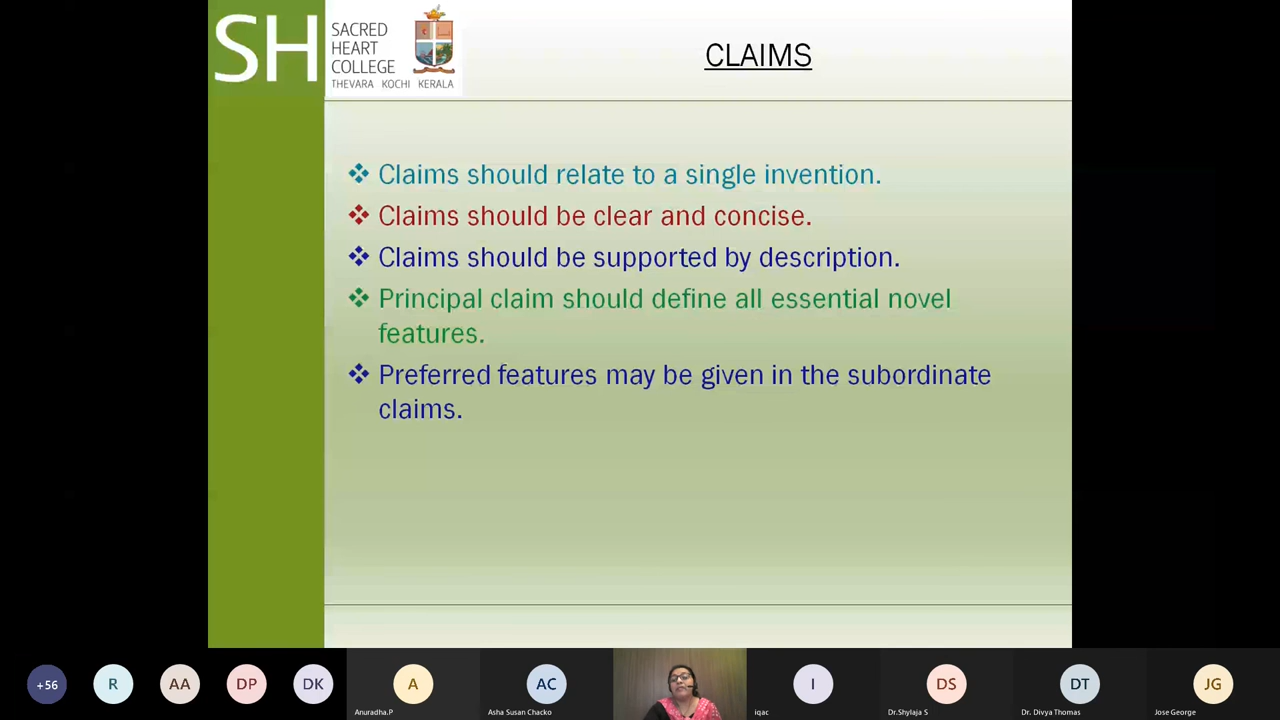 SH
SACRED
HEART
COLLEGE
THEVARA KOCHI KERALA
CLAIMS
Claims should relate to a single invention.
Claims should be clear and concise.
Claims should be supported by description.
Principal claim should define all essential novel
features.
Preferred features may be given in the subordinate
claims.
+56
R
AA
DP
DK
A
AC
I
DS
DT
JG
Anuradha.P
Asha Susan Chacko
iqac
Dr.Shylaja S
Dr. Divya Thomas
Jose George